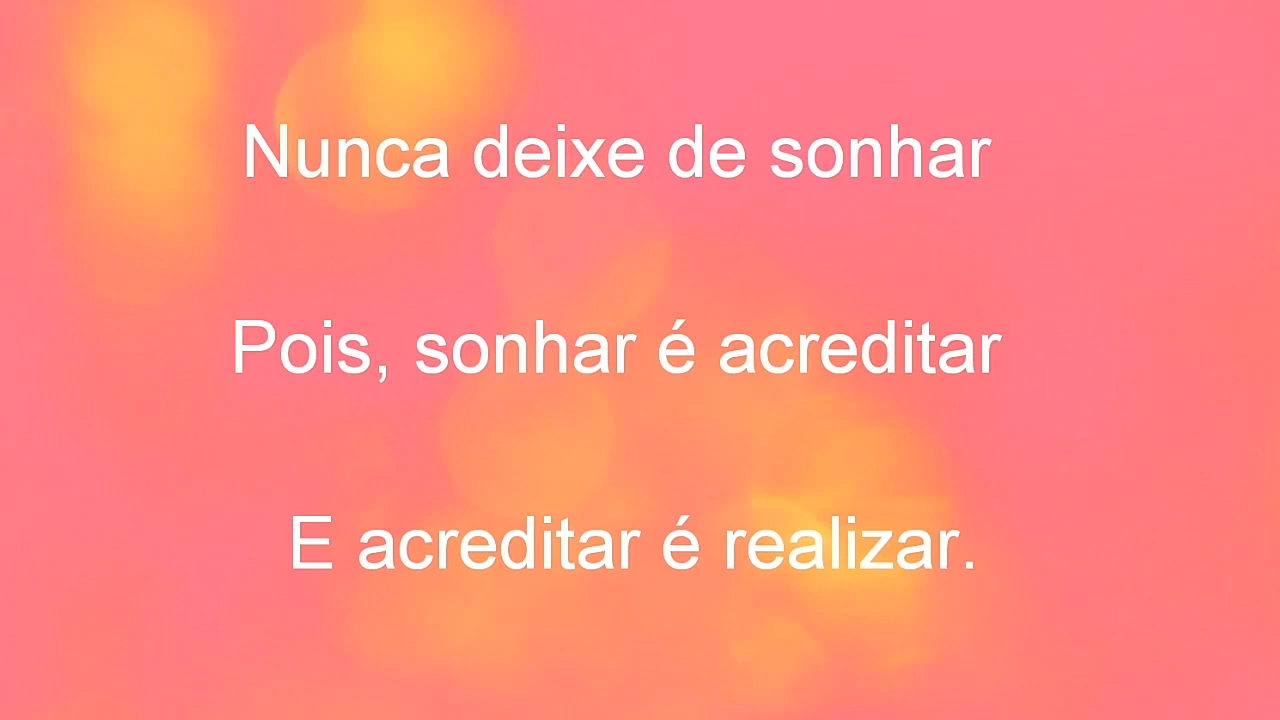 Nunca deixe de sonhar
Pois, sonhar é acreditar
E acreditar é realizar.